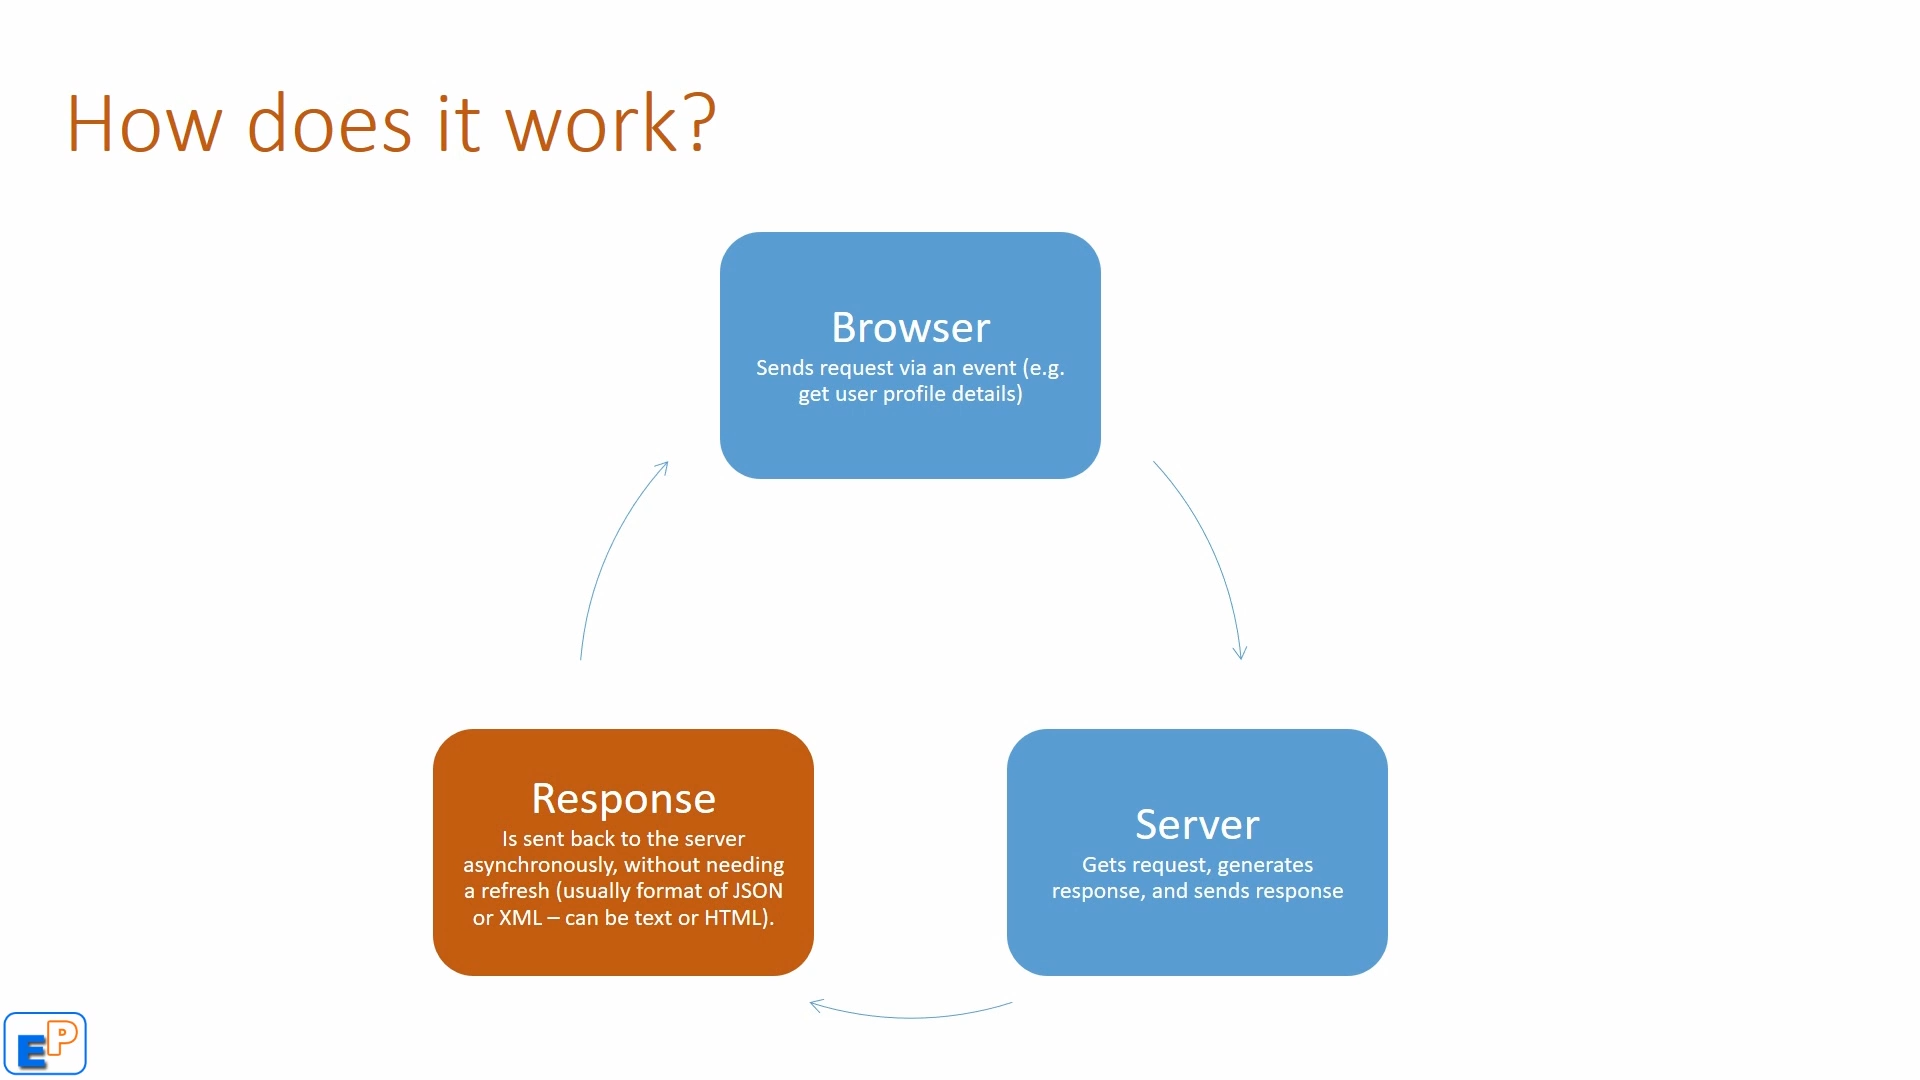 How does it work?
Browser
Sends request via an event (e.g.
get user profile details)
Response
Is sent back to the server
asynchronously, without needing
a refresh (usually format of JSON
or XML – can be text or HTML).
Server
Gets request, generates
response, and sends response
EP